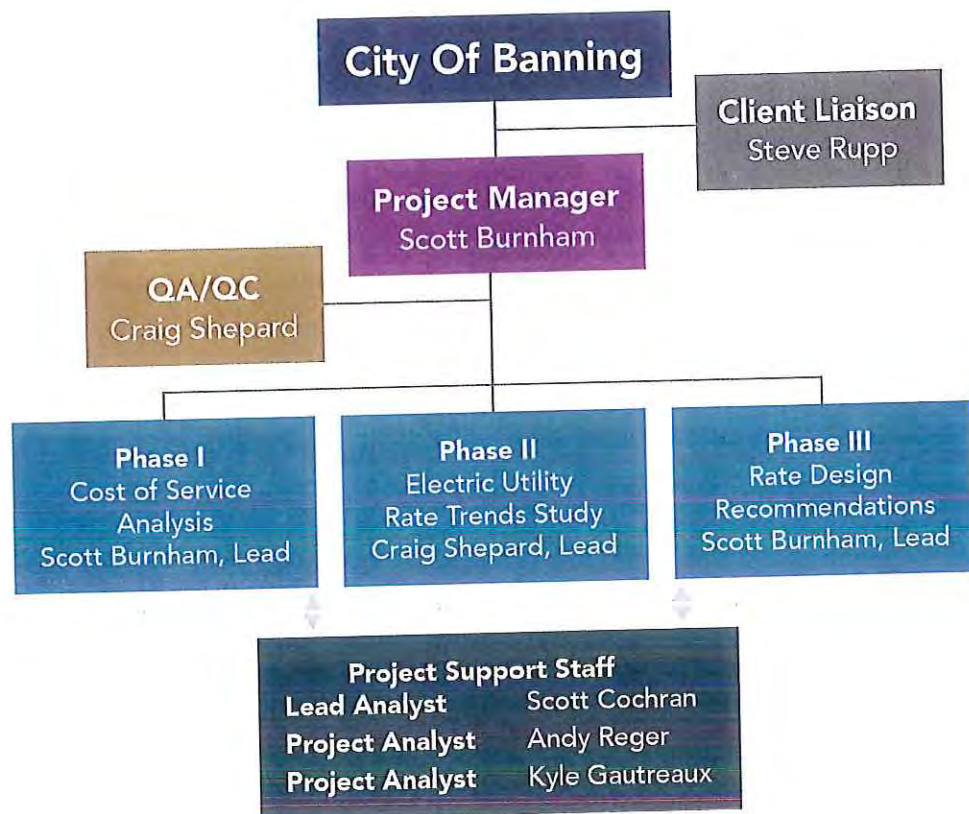 City Of Banning
Client Liaison
Steve Rupp
Project Manager
Scott Burnham
QA/QC
Craig Shepard
Phase I
Cost of Service
Analysis
Scott Burnham, Lead
Phase II
Electric Utility
Rate Trends Study
Craig Shepard, Lead
Phase III
Rate Design
Recommendations
Scott Burnham, Lead
Project Support Staff
Lead Analyst Scott Cochran
Project Analyst Andy Reger
Project Analyst Kyle Gautreaux